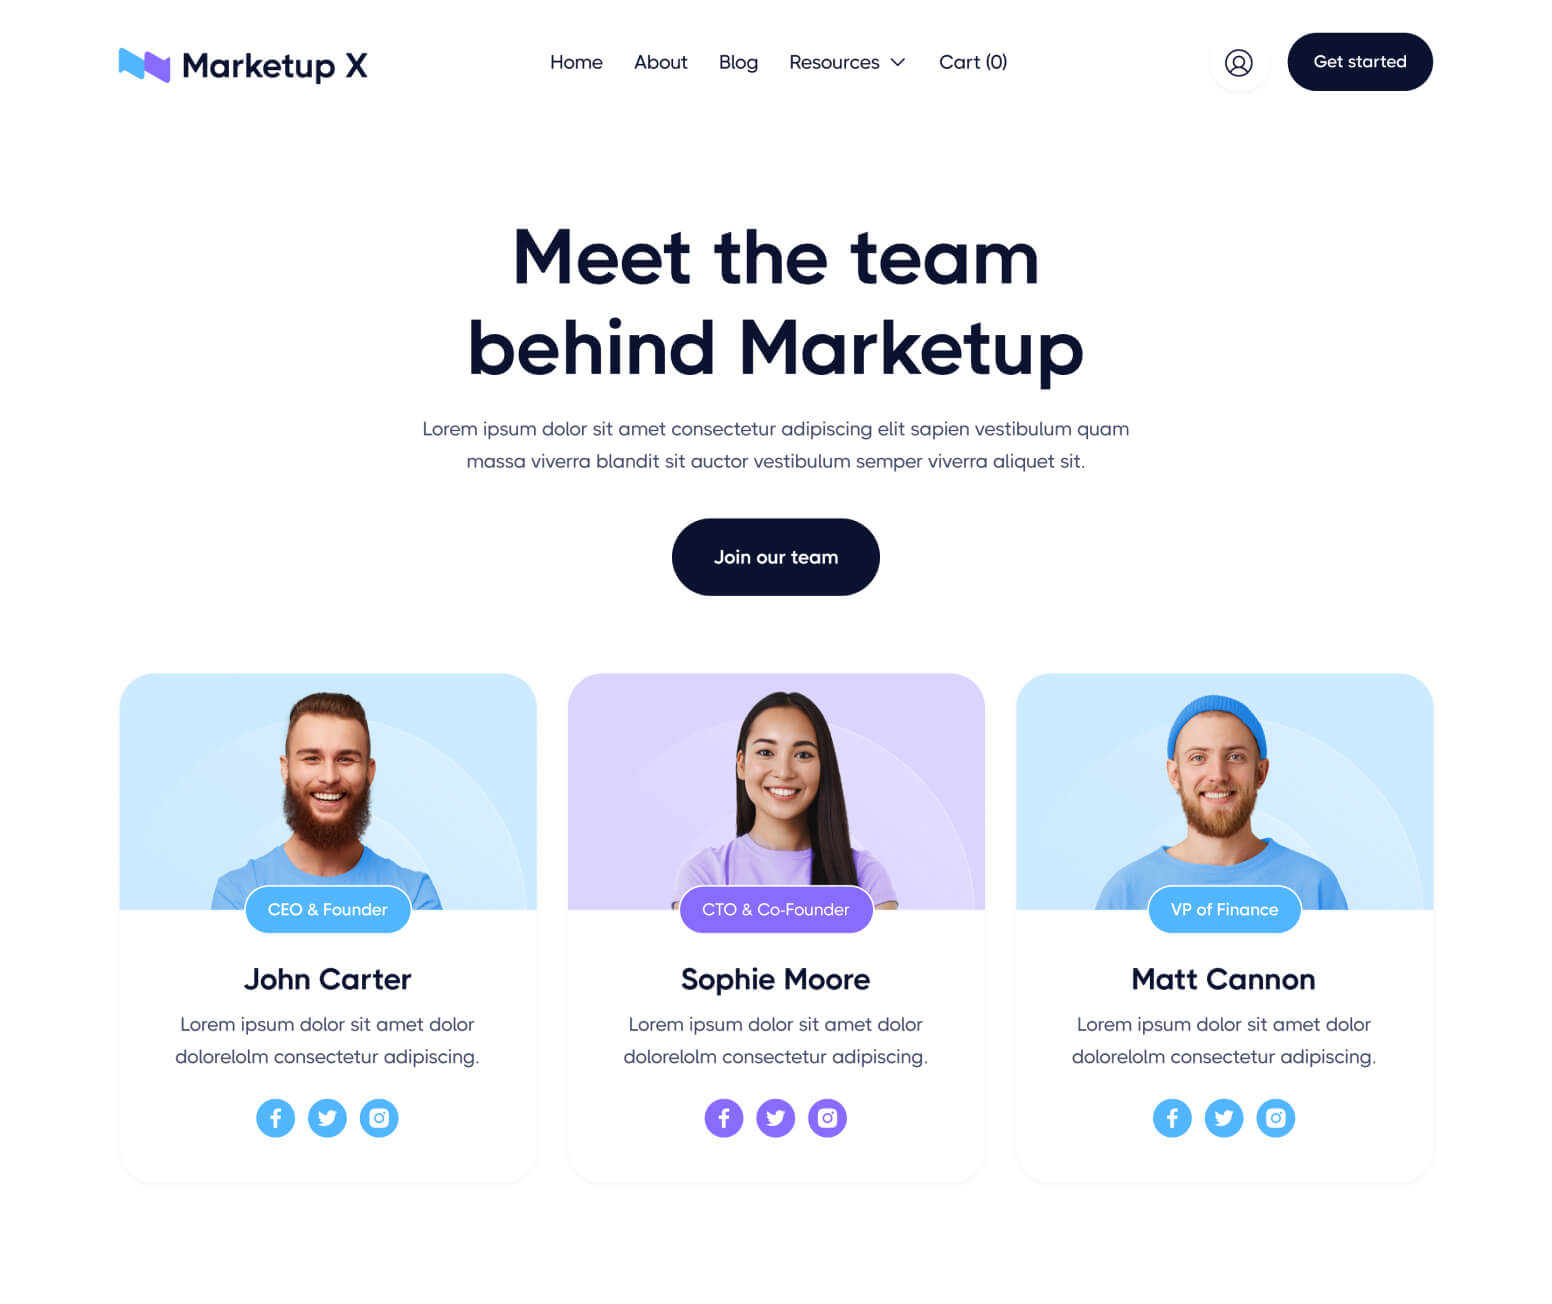 Marketup X
Home About Blog Resources Cart (0)
Get started
Meet the team
behind Marketup
Lorem ipsum dolor sit amet consectetur adipiscing elit sapien vestibulum quam
massa viverra blandit sit auctor vestibulum semper viverra aliquet sit.
Join our team
CEO & Founder
John Carter
Lorem ipsum dolor sit amet dolor
dolorelolm consectetur adipiscing.
CTO & Co-Founder
Sophie Moore
Lorem ipsum dolor sit amet dolor
dolorelolm consectetur adipiscing.
VP of Finance
Matt Cannon
Lorem ipsum dolor sit amet dolor
dolorelolm consectetur adipiscing.